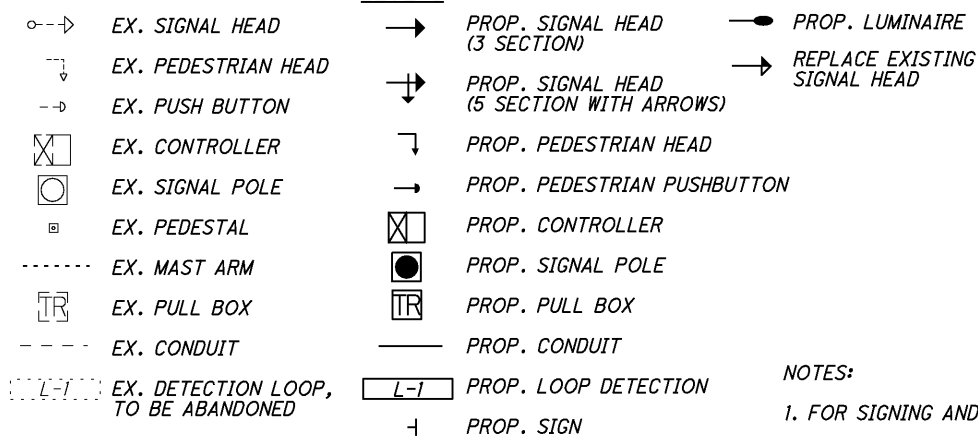 EX. SIGNAL HEAD
EX. PEDESTRIAN HEAD
EX. PUSH BUTTON
EX. CONTROLLER
EX. SIGNAL POLE
EX. PEDESTAL
EX. MAST ARM
TR EX. PULL BOX
EX. CONDUIT
L-1 EX. DETECTION LOOP,
TO BE ABANDONED
PROP. SIGNAL HEAD
(3 SECTION)
PROP. SIGNAL HEAD
(5 SECTION WITH ARROWS)
PROP. PEDESTRIAN HEAD
PROP. PEDESTRIAN PUSHBUTTON
PROP. CONTROLLER
PROP. SIGNAL POLE
TR PROP. PULL BOX
PROP. CONDUIT
L-1 PROP. LOOP DETECTION
PROP. SIGN
PROP. LUMINAIRE
REPLACE EXISTING
SIGNAL HEAD
NOTES:
1. FOR SIGNING AND